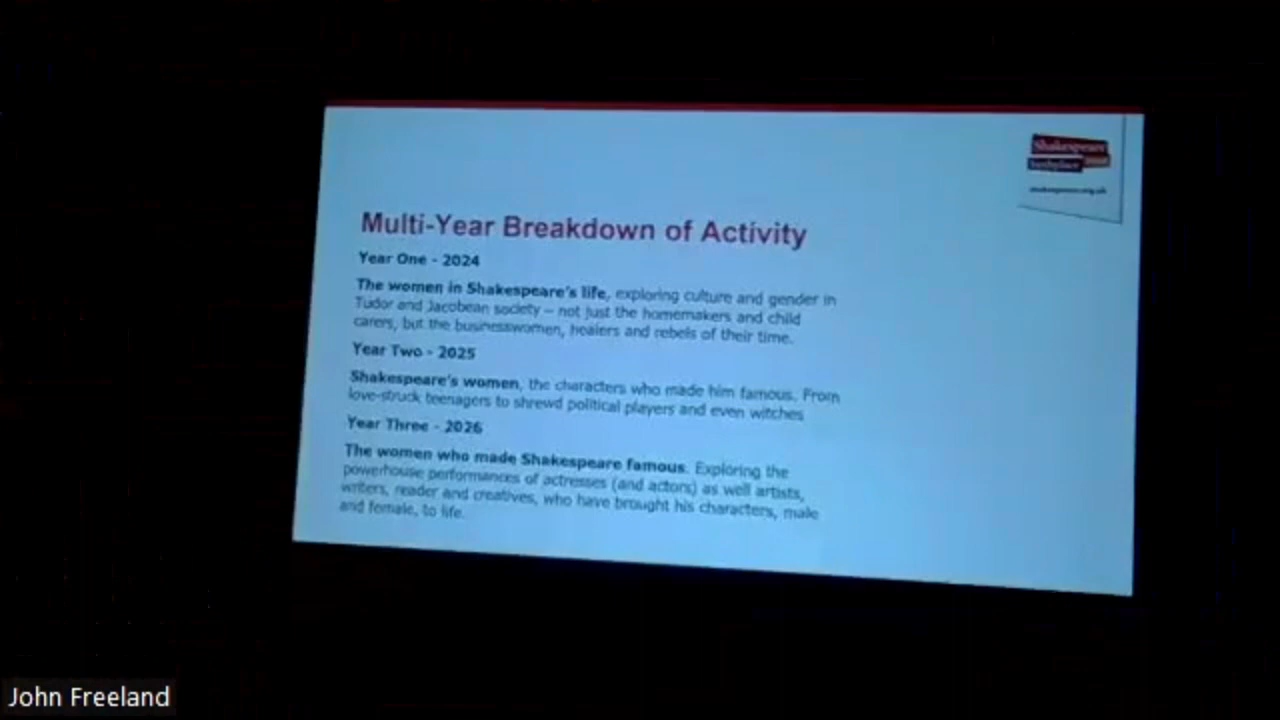 Shakespeare
birthplace trust
shakespeare.org.uk
Multi-Year Breakdown of Activity
Year One - 2024
The women in Shakespeare's life, exploring culture and gender in
Tudor and Jacobean society – not just the homemakers and child
carers, but the businesswomen, healers and rebels of their time.
Year Two - 2025
Shakespeare's women, the characters who made him famous. From
love-struck teenagers to shrewd political players and even witches
Year Three - 2026
The women who made Shakespeare famous. Exploring the
powerhouse performances of actresses (and actors) as well artists,
writers, reader and creatives, who have brought his characters, male
and female, to life.
John Freeland